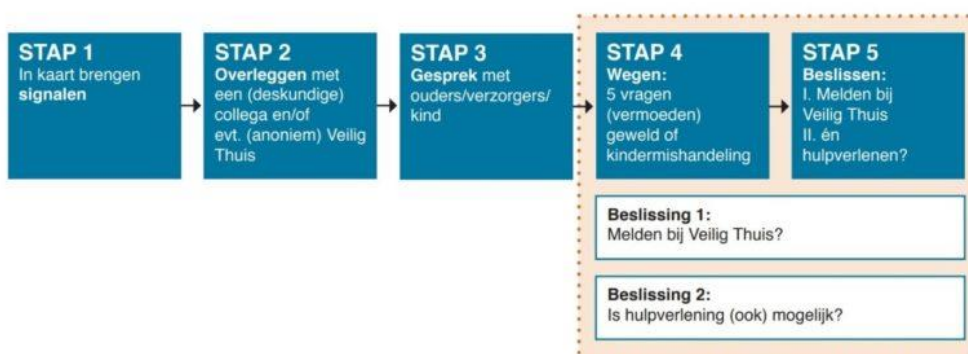 STAP 1
In kaart brengen
signalen
STAP 2
Overleggen met
een (deskundige)
collega en/of
evt. (anoniem) Veilig
Thuis
STAP 3
Gesprek met
ouders/verzorgers/
kind
STAP 4
Wegen:
5 vragen
(vermoeden)
geweld of
kindermishandeling
STAP 5
Beslissen:
I. Melden bij
Veilig Thuis
II. én
hulpverlenen?
Beslissing 1:
Melden bij Veilig Thuis?
Beslissing 2:
Is hulpverlening (ook) mogelijk?